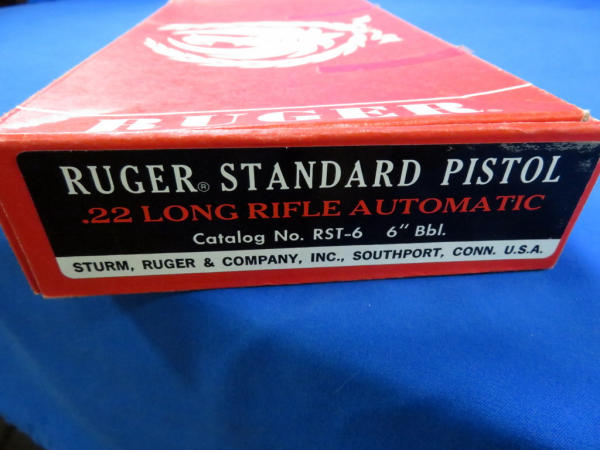 RUGER®
RUGER® STANDARD PISTOL
.22 LONG RIFLE AUTOMATIC
Catalog No. RST-6 6" Bbl.
STURM, RUGER & COMPANY, INC., SOUTHPORT, CONN. U.S.A.